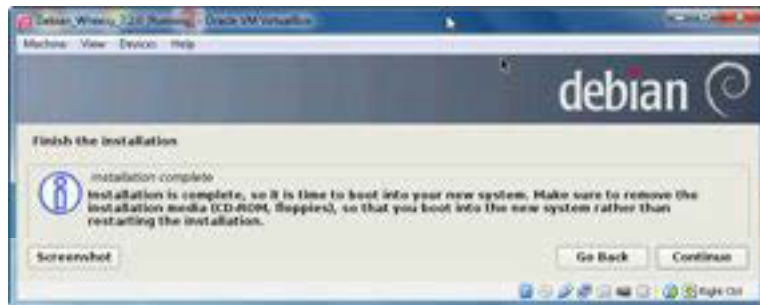 Debian_Wheezy_7.2.0 [Running] - Oracle VM VirtualBox
Machine View Devices Help
debian
Finish the installation
Installation complete
Installation is complete, so it is time to boot into your new system. Make sure to remove the
installation media (CD-ROM, floppies), so that you boot into the new system rather than
restarting the installation.
Screenshot
Go Back
Continue
Right Ctrl